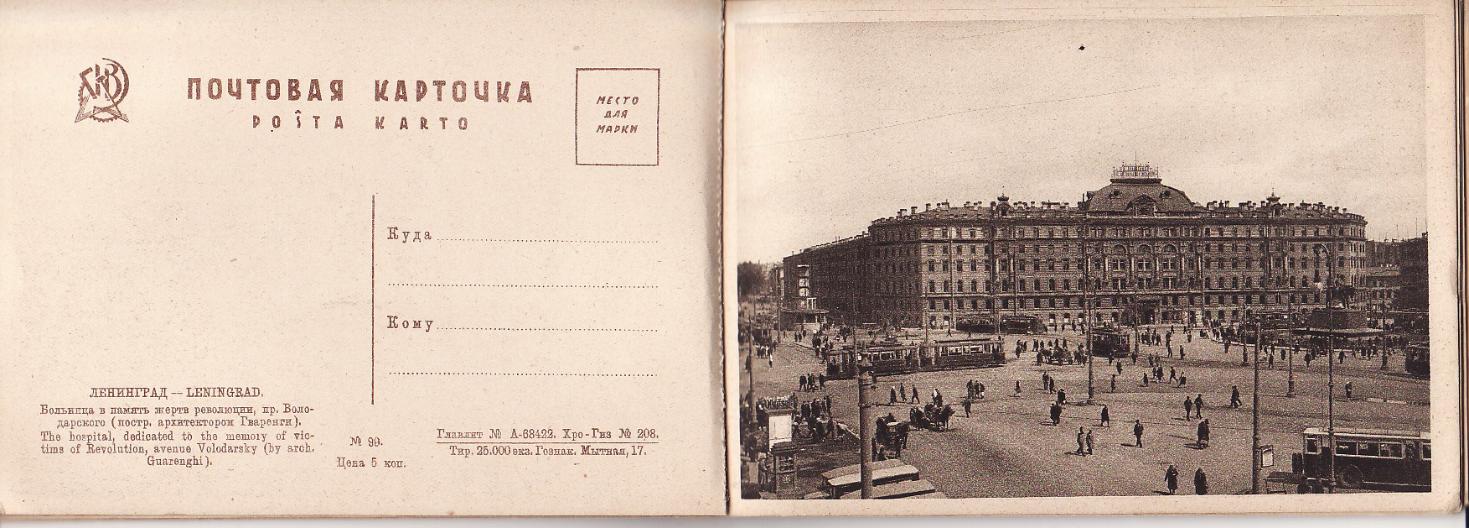 ПОЧТОВАЯ КАРТОЧКА
POŜTA KARTO
МЕСТО
ДЛЯ
МАРКИ
Куда
Кому
ЛЕНИНГРАД — LENINGRAD.
Больница в память жертв революции, пр. Воло-
дарского (постр. архитектором Гваренги).
The hospital, dedicated to the memory of vic-
tims of Revolution, avenue Volodarsky (by arch.
Guarenghi).
№ 99.
Цена 5 коп.
Главлит № А-68422. Хро-Гиз № 208.
Тир. 25.000 экз. Гознак. Мытная, 17.